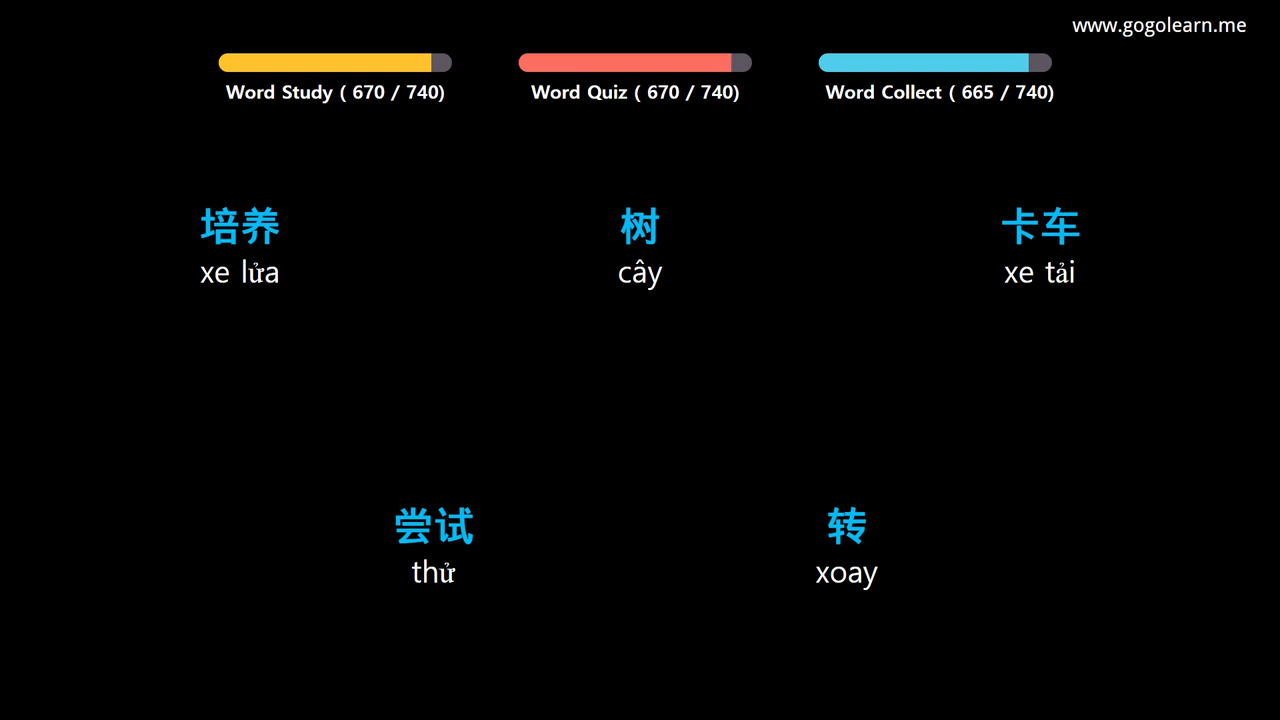 www.gogolearn.me
Word Study ( 670 / 740)
Word Quiz ( 670 / 740)
Word Collect ( 665 / 740)
培养
xe lửa
树
cây
卡车
xe tải
尝试
thử
转
xoay